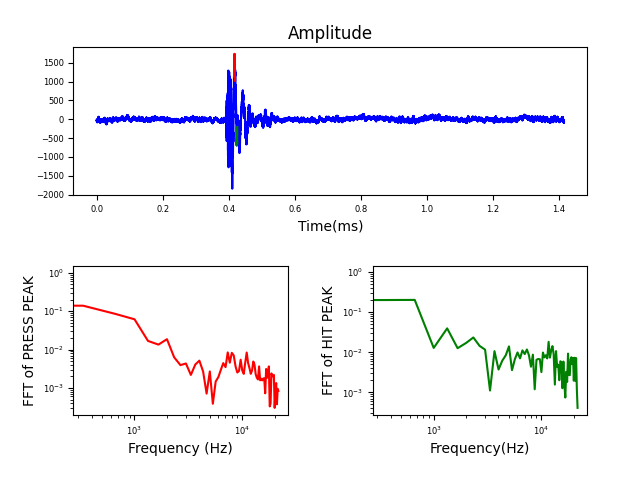 Amplitude
1500
1000
500
0
−500
−1000
−1500
−2000
0.0 0.2 0.4 0.6 0.8 1.0 1.2 1.4
Time(ms)
FFT of PRESS PEAK
10⁰
10⁻¹
10⁻²
10⁻³
10³ 10⁴
Frequency (Hz)
FFT of HIT PEAK
10⁰
10⁻¹
10⁻²
10⁻³
10³ 10⁴
Frequency(Hz)